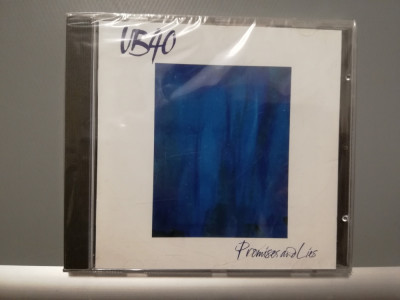 UB40
Promises and Lies